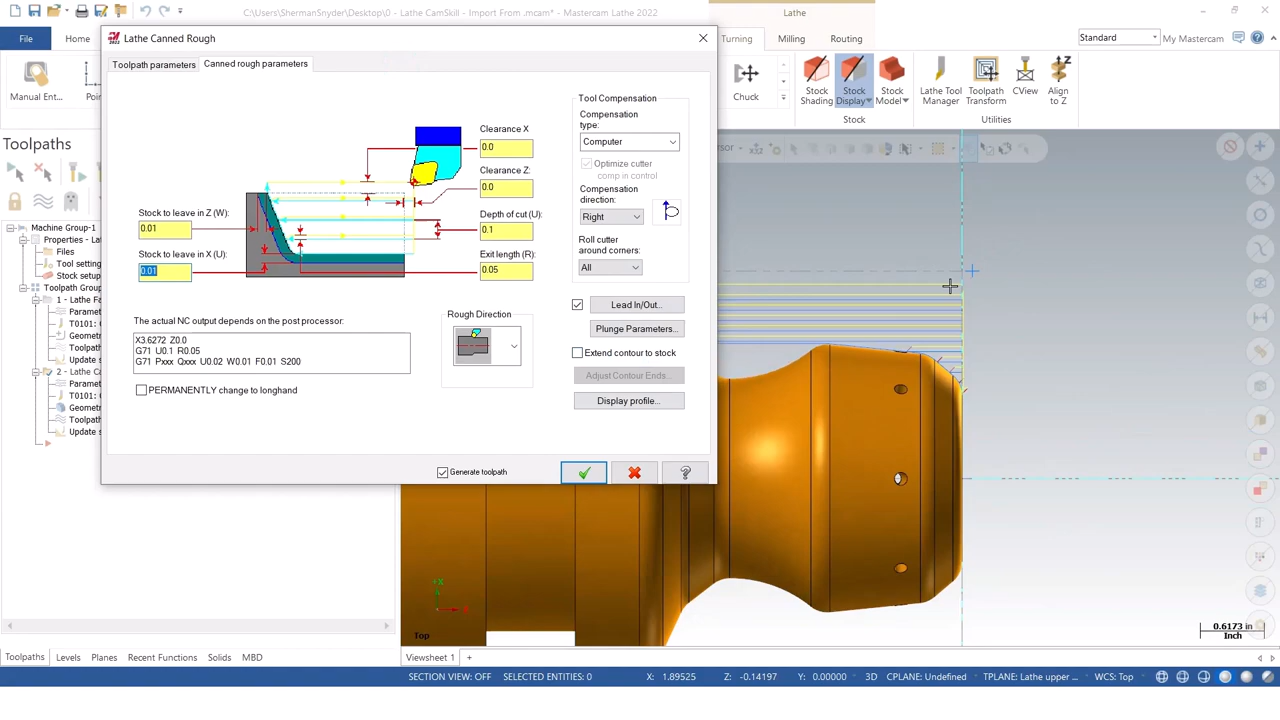 C:\Users\ShermanSnyder\Desktop\0 - Lathe CamSkill - Import From .mcam* - Mastercam Lathe 2022
Lathe
File
Home
Turning
Milling
Routing
Standard
My Mastercam
Manual Ent...
Poin
Chuck
Stock Shading
Stock Display
Stock Model
Lathe Tool Manager
Toolpath Transform
CView
Align to Z
Stock
Utilities
Toolpaths
Machine Group-1
Properties - Lat
Files
Tool setting
Stock setup
Toolpath Group
1 - Lathe Fa
Paramet
T0101:
Geomet
Toolpat
Update s
2 - Lathe C
Paramet
T0101:
Geomet
Toolpath
Update s
Lathe Canned Rough
Toolpath parameters
Canned rough parameters
Clearance X
0.0
Clearance Z:
0.0
Stock to leave in Z (W):
0.01
Depth of cut (U):
0.1
Stock to leave in X (U):
0.01
Exit length (R):
0.05
Tool Compensation
Compensation type:
Computer
Optimize cutter comp in control
Compensation direction:
Right
Roll cutter around corners:
All
The actual NC output depends on the post processor:
X3.6272 Z0.0
G71 U0.1 R0.05
G71 Pxxx Qxxx U0.02 W0.01 F0.01 S200
Rough Direction
Lead In/Out...
Plunge Parameters...
Extend contour to stock
Adjust Contour Ends...
Display profile...
PERMANENTLY change to longhand
Generate toolpath
+X
Top
0.6173 in
Inch
Toolpaths
Levels
Planes
Recent Functions
Solids
MBD
Viewsheet 1
+
SECTION VIEW: OFF
SELECTED ENTITIES: 0
X: 1.89525
Z: -0.14197
Y: 0.00000
3D
CPLANE: Undefined
TPLANE: Lathe upper ...
WCS: Top